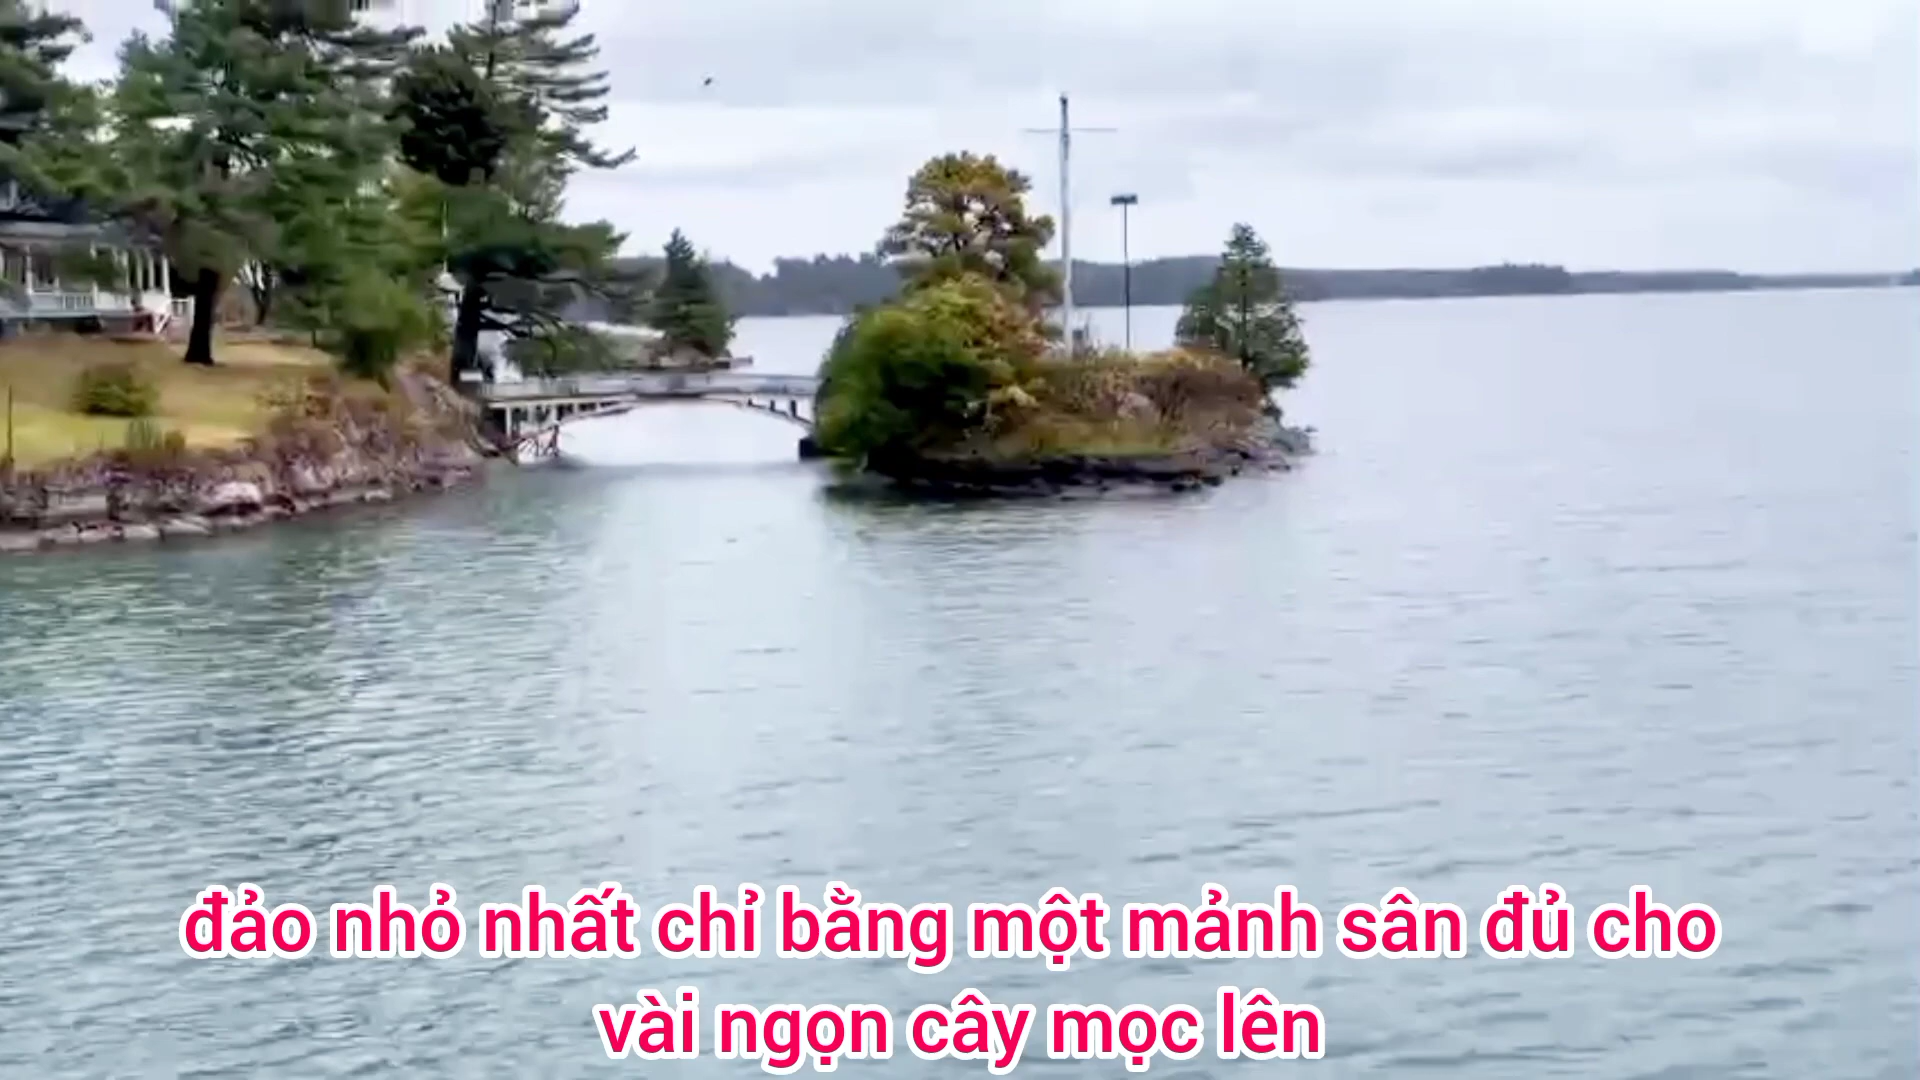 đảo nhỏ nhất chỉ bằng một mảnh sân đủ cho
vài ngọn cây mọc lên